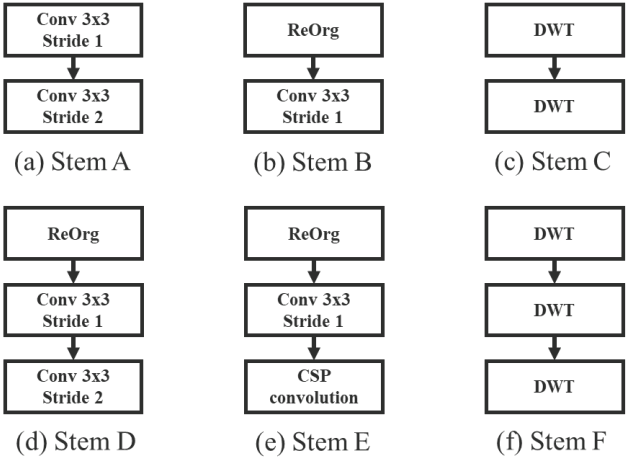 Conv 3x3
Stride 1
Conv 3x3
Stride 2
(a) Stem A
ReOrg
Conv 3x3
Stride 1
(b) Stem B
DWT
DWT
(c) Stem C
ReOrg
Conv 3x3
Stride 1
Conv 3x3
Stride 2
(d) Stem D
ReOrg
Conv 3x3
Stride 1
CSP
convolution
(e) Stem E
DWT
DWT
DWT
(f) Stem F